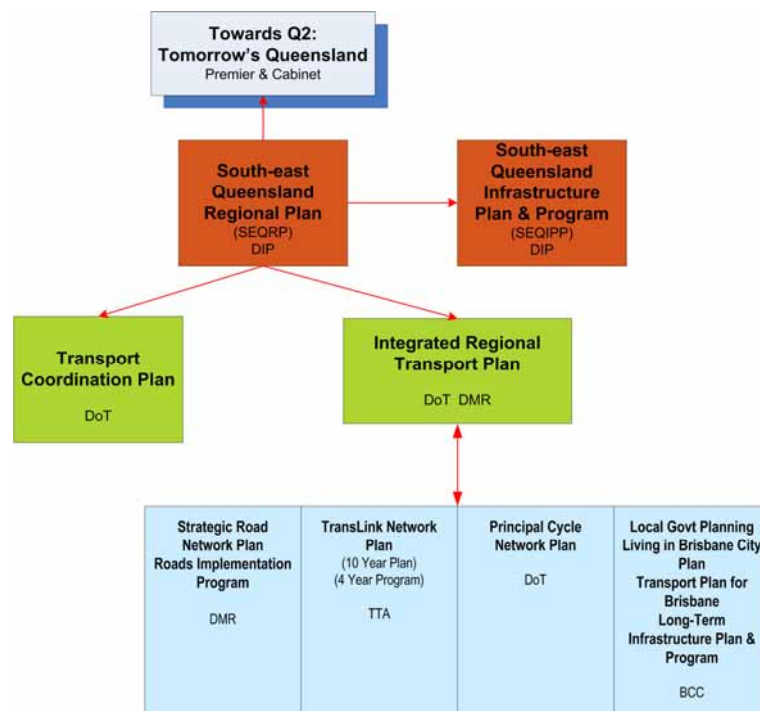 Towards Q2:
Tomorrow's Queensland
Premier & Cabinet
South-east
Queensland
Regional Plan
(SEQRP)
DIP
South-east
Queensland
Infrastructure
Plan & Program
(SEQIPP)
DIP
Transport
Coordination Plan
DoT
Integrated Regional
Transport Plan
DoT DMR
Strategic Road
Network Plan
Roads Implementation
Program
DMR
TransLink Network
Plan
(10 Year Plan)
(4 Year Program)
TTA
Principal Cycle
Network Plan
DoT
Local Govt Planning
Living in Brisbane City
Plan
Transport Plan for
Brisbane
Long-Term
Infrastructure Plan &
Program
BCC